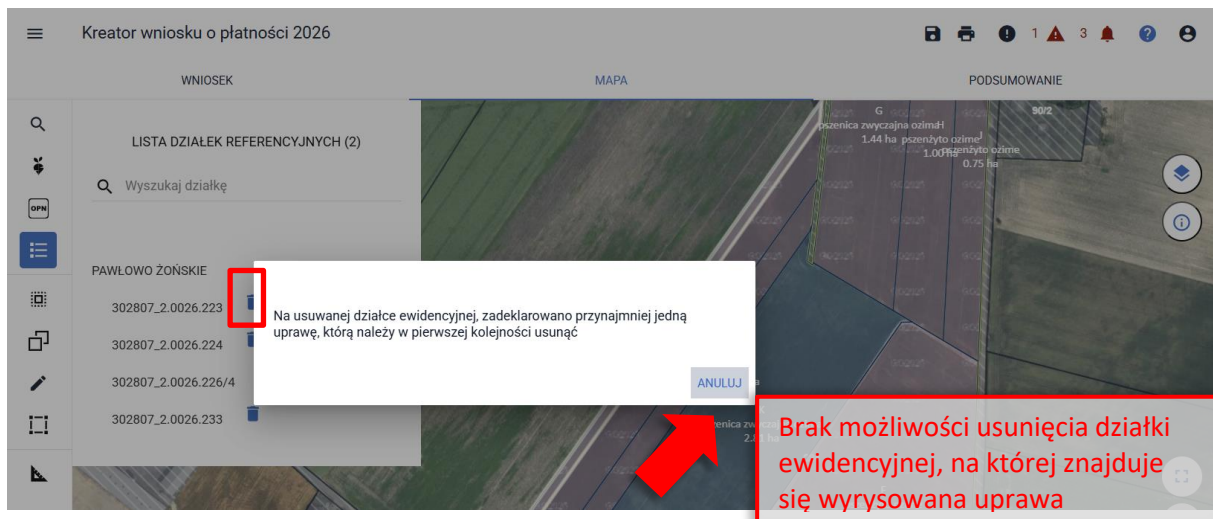 Kreator wniosku o płatności 2026
1
3
WNIOSEK
MAPA
PODSUMOWANIE
LISTA DZIAŁEK REFERENCYJNYCH (2)
Wyszukaj działkę
OPN
PAWŁOWO ŻOŃSKIE
302807_2.0026.223
302807_2.0026.224
302807_2.0026.226/4
302807_2.0026.233
Na usuwanej działce ewidencyjnej, zadeklarowano przynajmniej jedną
uprawę, którą należy w pierwszej kolejności usunąć
ANULUJ
G
pszenica zwyczajna ozima
H
1.44 ha
pszenżyto ozime
J
1.00 ha
pszenżyto ozime
0.75 ha
90/2
Brak możliwości usunięcia działki
ewidencyjnej, na której znajduje
się wyrysowana uprawa